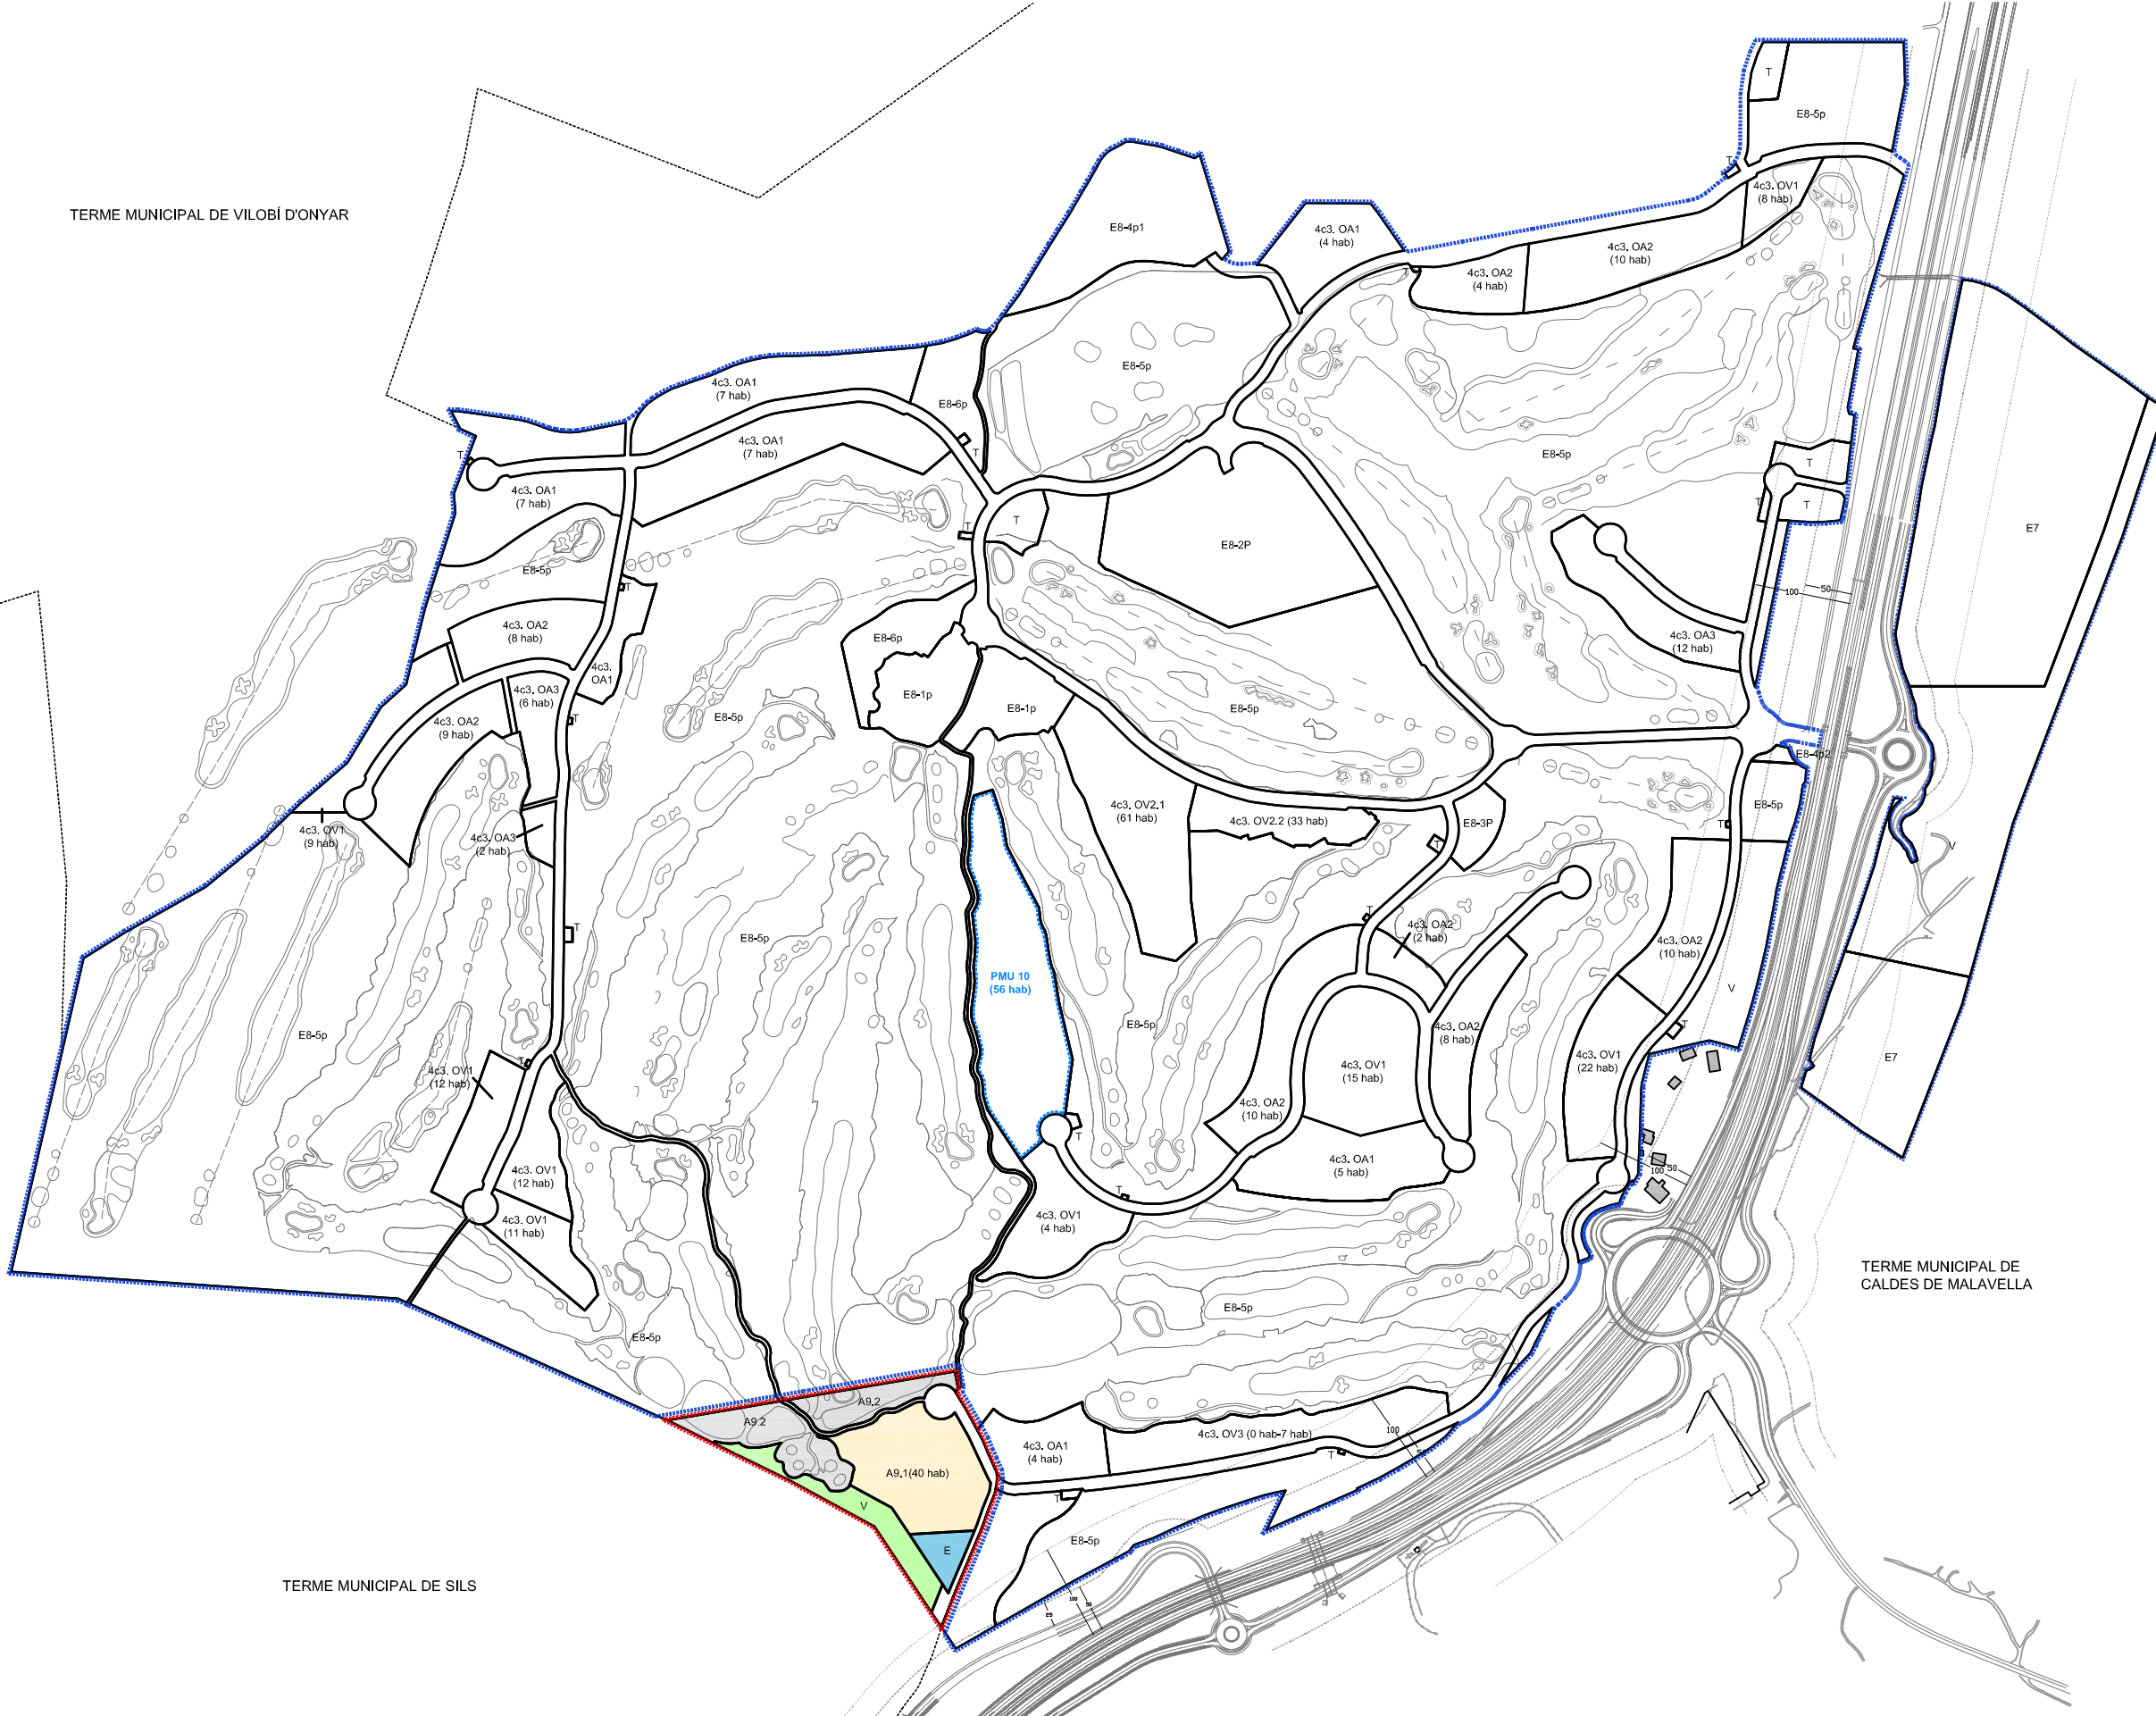 T
E8-5p
T
4c3. OV1
(8 hab)
TERME MUNICIPAL DE VILOBÍ D'ONYAR
E8-4p1
4c3. OA1
(4 hab)
4c3. OA2
(10 hab)
T
4c3. OA2
(4 hab)
E8-5p
4c3. OA1
(7 hab)
E8-6p
4c3. OA1
(7 hab)
T
T
E8-5p
T
4c3. OA1
(7 hab)
T
T
T
T
T
E7
E8-2P
E8-5p
T
100
50
4c3. OA2
(8 hab)
E8-6p
4c3. OA3
(12 hab)
4c3.
OA1
4c3. OA3
(6 hab)
E8-1p
E8-1p
E8-5p
E8-5p
4c3. OA2
(9 hab)
T
E8-4p2
4c3. OV2.1
(61 hab)
E8-5p
4c3. OV2.2 (33 hab)
E8-3P
T
4c3. OV1
(9 hab)
4c3. OA3
(2 hab)
T
V
T
T
4c3. OA2
(2 hab)
E8-5p
4c3. OA2
(10 hab)
PMU 10
(56 hab)
V
E8-5p
E8-5p
4c3. OA2
(8 hab)
T
T
4c3. OV1
(22 hab)
E7
4c3. OV1
(12 hab)
4c3. OV1
(15 hab)
4c3. OA2
(10 hab)
T
4c3. OA1
(5 hab)
100
50
4c3. OV1
(12 hab)
T
4c3. OV1
(4 hab)
4c3. OV1
(11 hab)
TERME MUNICIPAL DE
CALDES DE MALAVELLA
E8-5p
E8-5p
A9.2
A9.2
4c3. OV3 (0 hab-7 hab)
100
50
4c3. OA1
(4 hab)
T
A9.1(40 hab)
T
V
E8-5p
E
TERME MUNICIPAL DE SILS
100
50
25